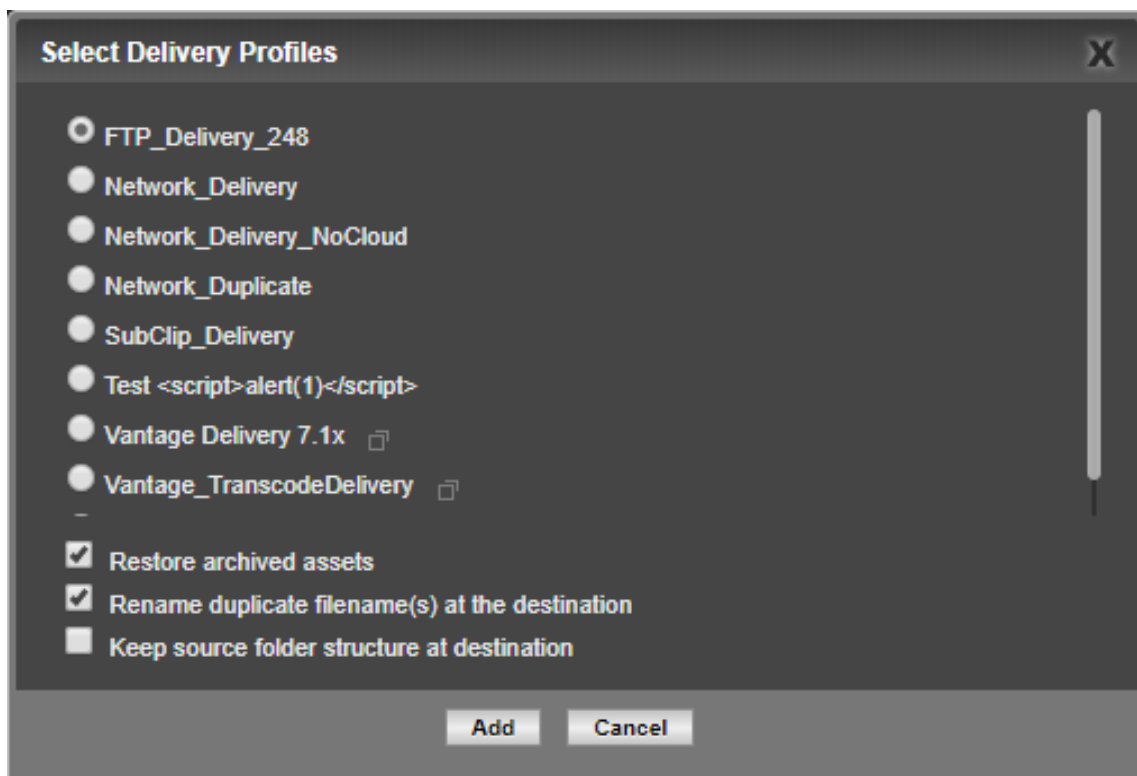 Select Delivery Profiles
X
FTP_Delivery_248
Network_Delivery
Network_Delivery_NoCloud
Network_Duplicate
SubClip_Delivery
Test <script>alert(1)</script>
Vantage Delivery 7.1x
Vantage_TranscodeDelivery
Restore archived assets
Rename duplicate filename(s) at the destination
Keep source folder structure at destination
Add Cancel